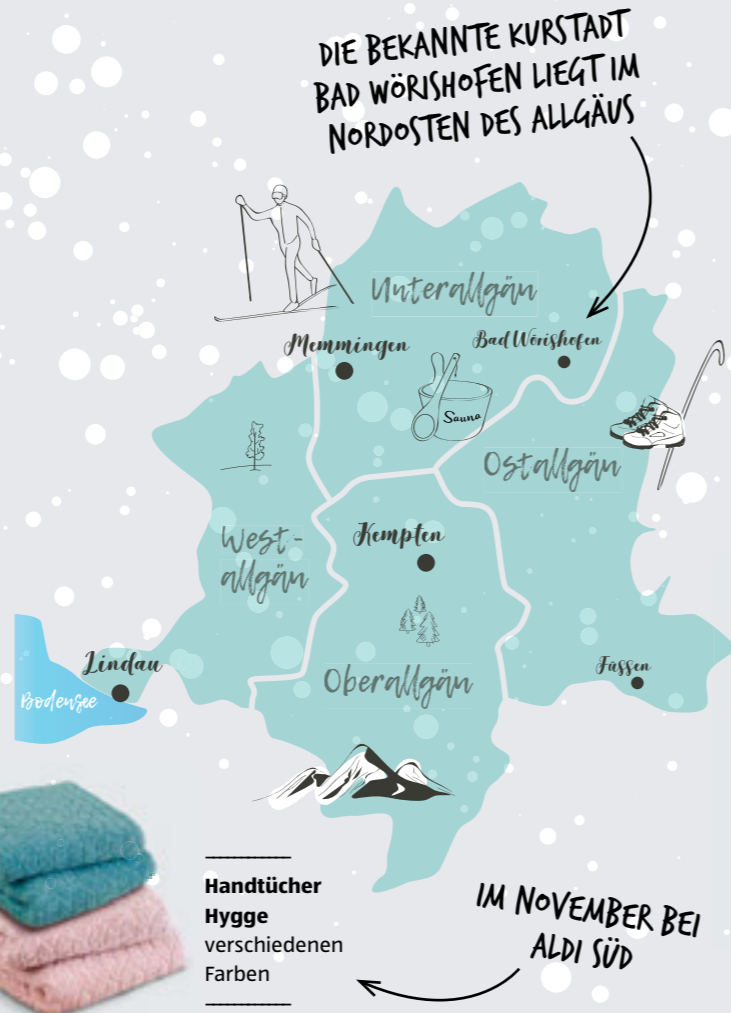 DIE BEKANNTE KURSTADT
BAD WÖRISHOFEN LIEGT IM
NORDOSTEN DES ALLGÄUS
Unterallgäu
Memmingen
Bad Wörishofen
Sauna
Ostallgäu
Kempten
West-
allgäu
Lindau
Bodensee
Oberallgäu
Füssen
Handtücher
Hygge
verschiedenen
Farben
IM NOVEMBER BEI
ALDI SÜD